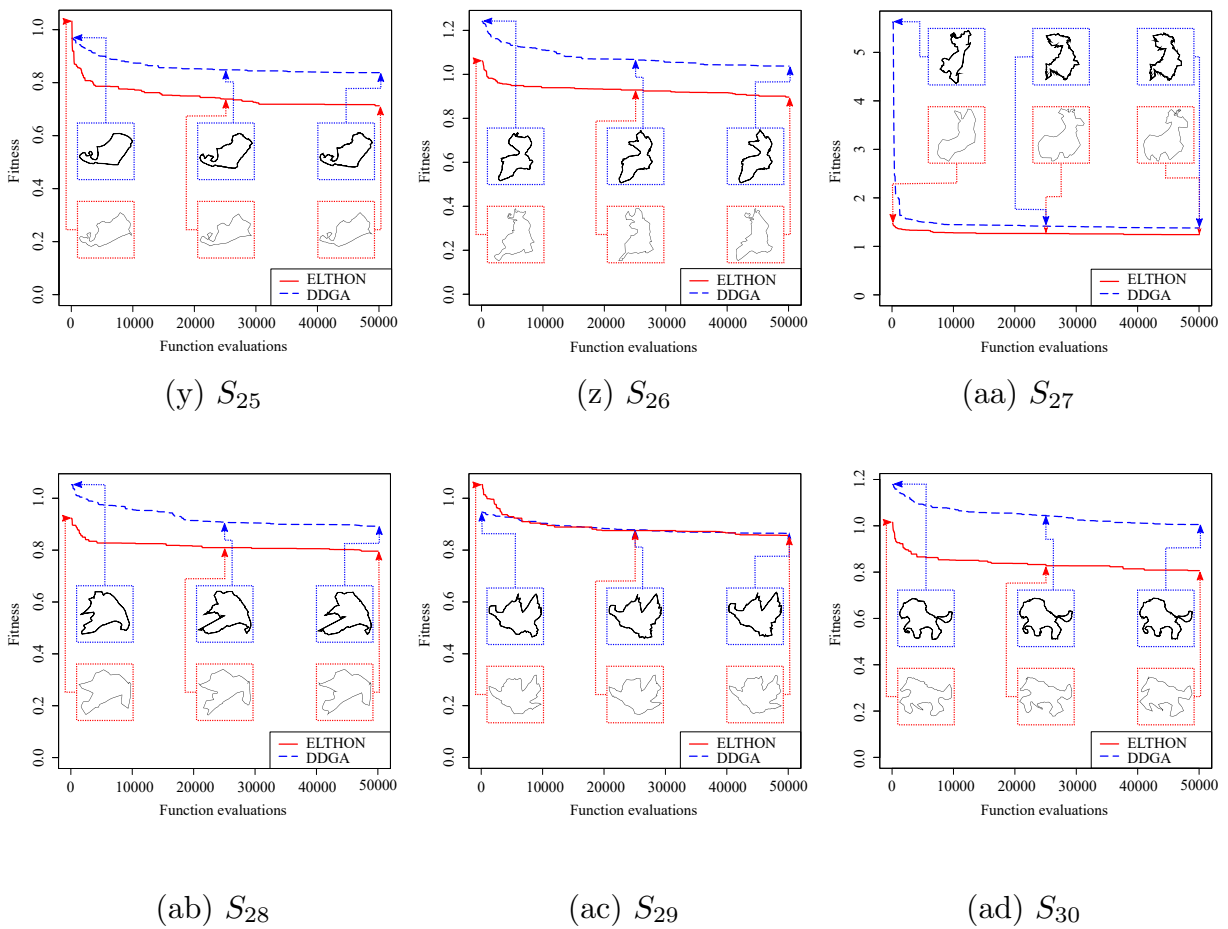 Fitness
0.0 0.2 0.4 0.6 0.8 1.0
ELTHON
DDGA
0 10000 20000 30000 40000 50000
Function evaluations
(y) S25
Fitness
0.0 0.2 0.4 0.6 0.8 1.0 1.2
ELTHON
DDGA
0 10000 20000 30000 40000 50000
Function evaluations
(z) S26
Fitness
0 1 2 3 4 5
ELTHON
DDGA
0 10000 20000 30000 40000 50000
Function evaluations
(aa) S27
Fitness
0.0 0.2 0.4 0.6 0.8 1.0
ELTHON
DDGA
0 10000 20000 30000 40000 50000
Function evaluations
(ab) S28
Fitness
0.0 0.2 0.4 0.6 0.8 1.0
ELTHON
DDGA
0 10000 20000 30000 40000 50000
Function evaluations
(ac) S29
Fitness
0.0 0.2 0.4 0.6 0.8 1.0 1.2
ELTHON
DDGA
0 10000 20000 30000 40000 50000
Function evaluations
(ad) S30